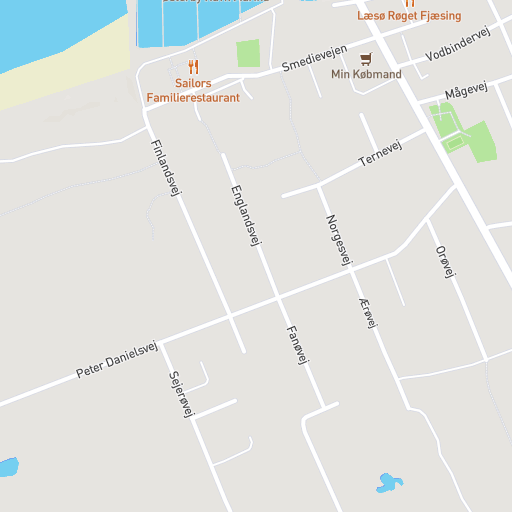 Læsø Røget Fjæsing
Vodbindervej
Smedievejen
Min Købmand
Sailors
Familierestaurant
Mågevej
Ternevej
Finlandsvej
Englandsvej
Norgesvej
Orøvej
Ærøvej
Fanøvej
Peter Danielsvej
Sejerøvej